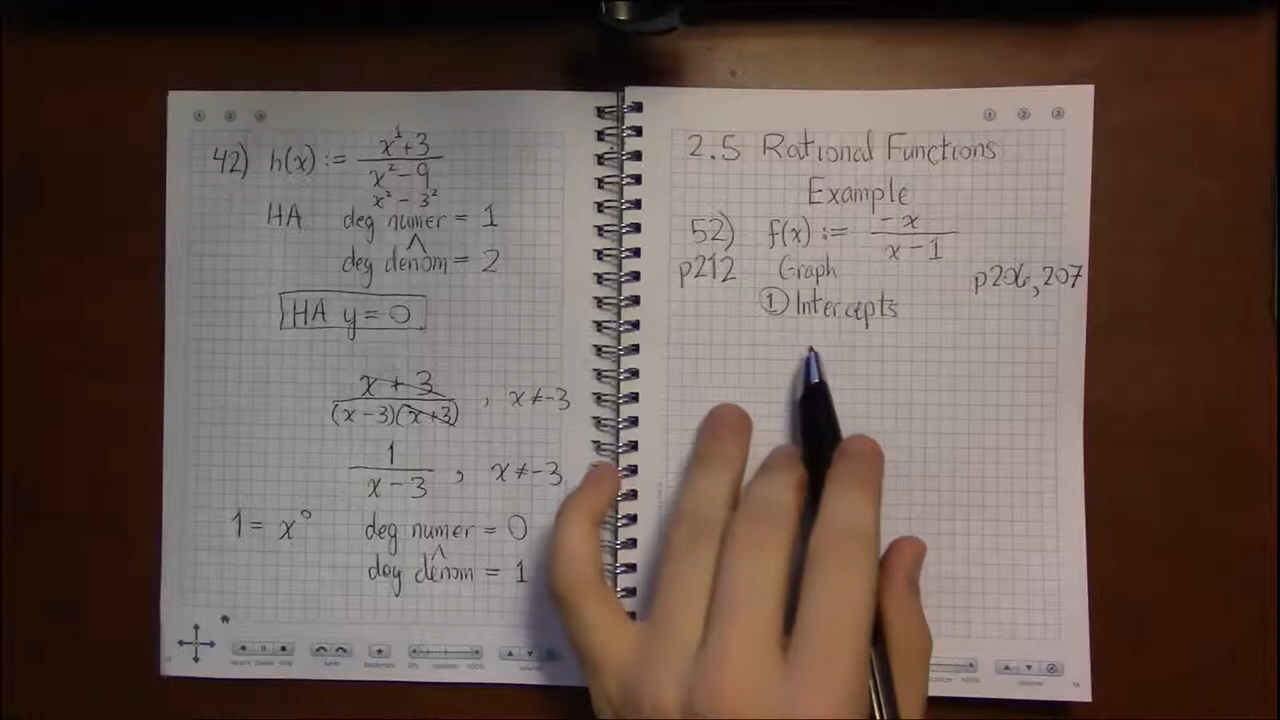 42) h(x) := x¹+3 / x²-9
x² - 3²
HA deg numer = 1
^
deg denom = 2
HA y = 0
x + 3 / (x-3)(x+3) , x ≠ -3
1 / x-3 , x ≠ -3
1 = x⁰ deg numer = 0
^
deg denom = 1
2.5 Rational Functions
Example
52) f(x) := -x / x-1
p212 Graph p206, 207
① Intercepts